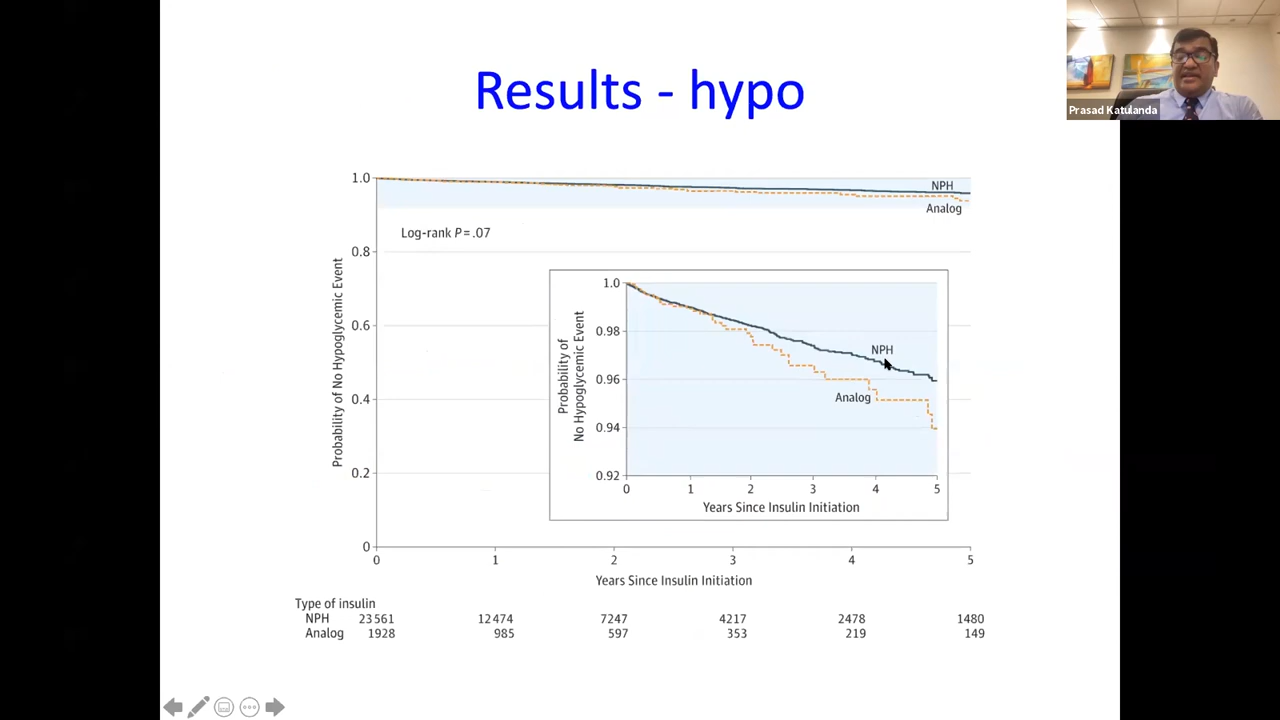 Results - hypo
Prasad Katulanda
1.0
0.8
0.6
0.4
0.2
0
Probability of No Hypoglycemic Event
NPH
Analog
Log-rank P = .07
1.0
0.98
0.96
0.94
0.92
Probability of
No Hypoglycemic Event
NPH
Analog
0 1 2 3 4 5
Years Since Insulin Initiation
0 1 2 3 4 5
Years Since Insulin Initiation
Type of insulin
NPH 23 561 12 474 7247 4217 2478 1480
Analog 1928 985 597 353 219 149